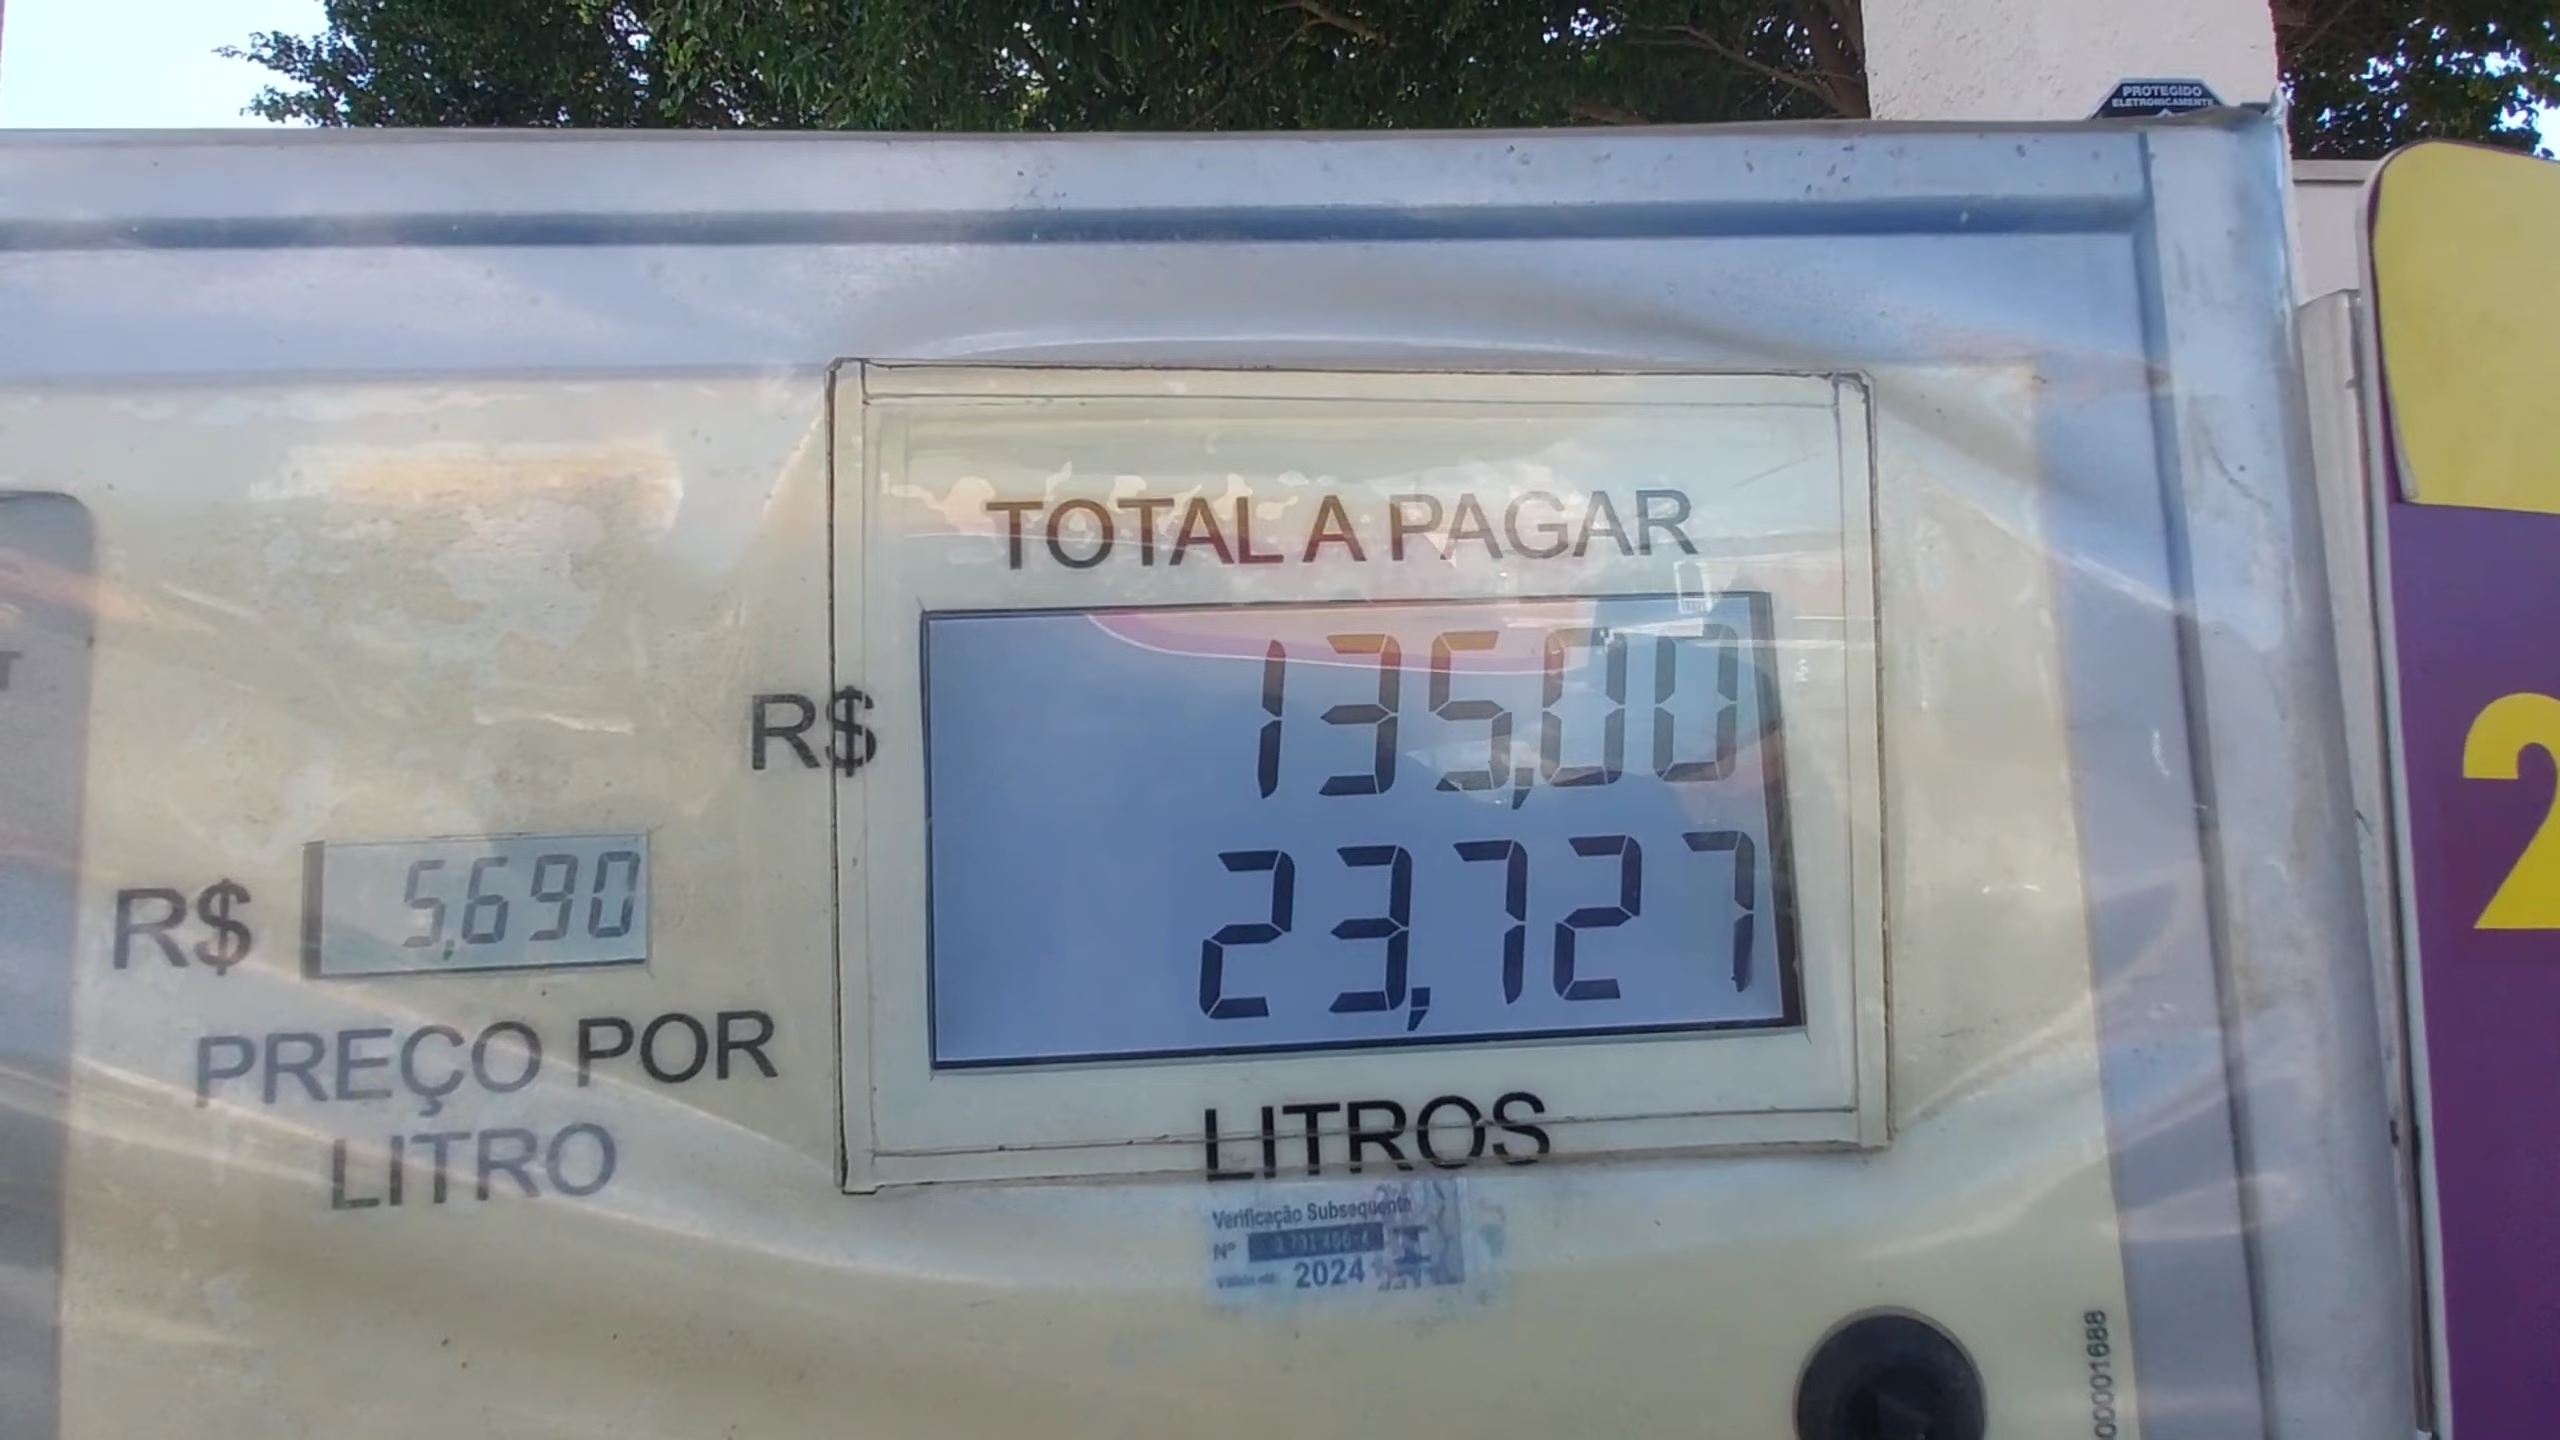 PROTEGIDO
ELETRONICAMENTE
TOTAL A PAGAR
R$ 135,00
23,727
LITROS
R$ 5,690
PREÇO POR
LITRO
Verificação Subsequente
Nº
2024
00001688
2